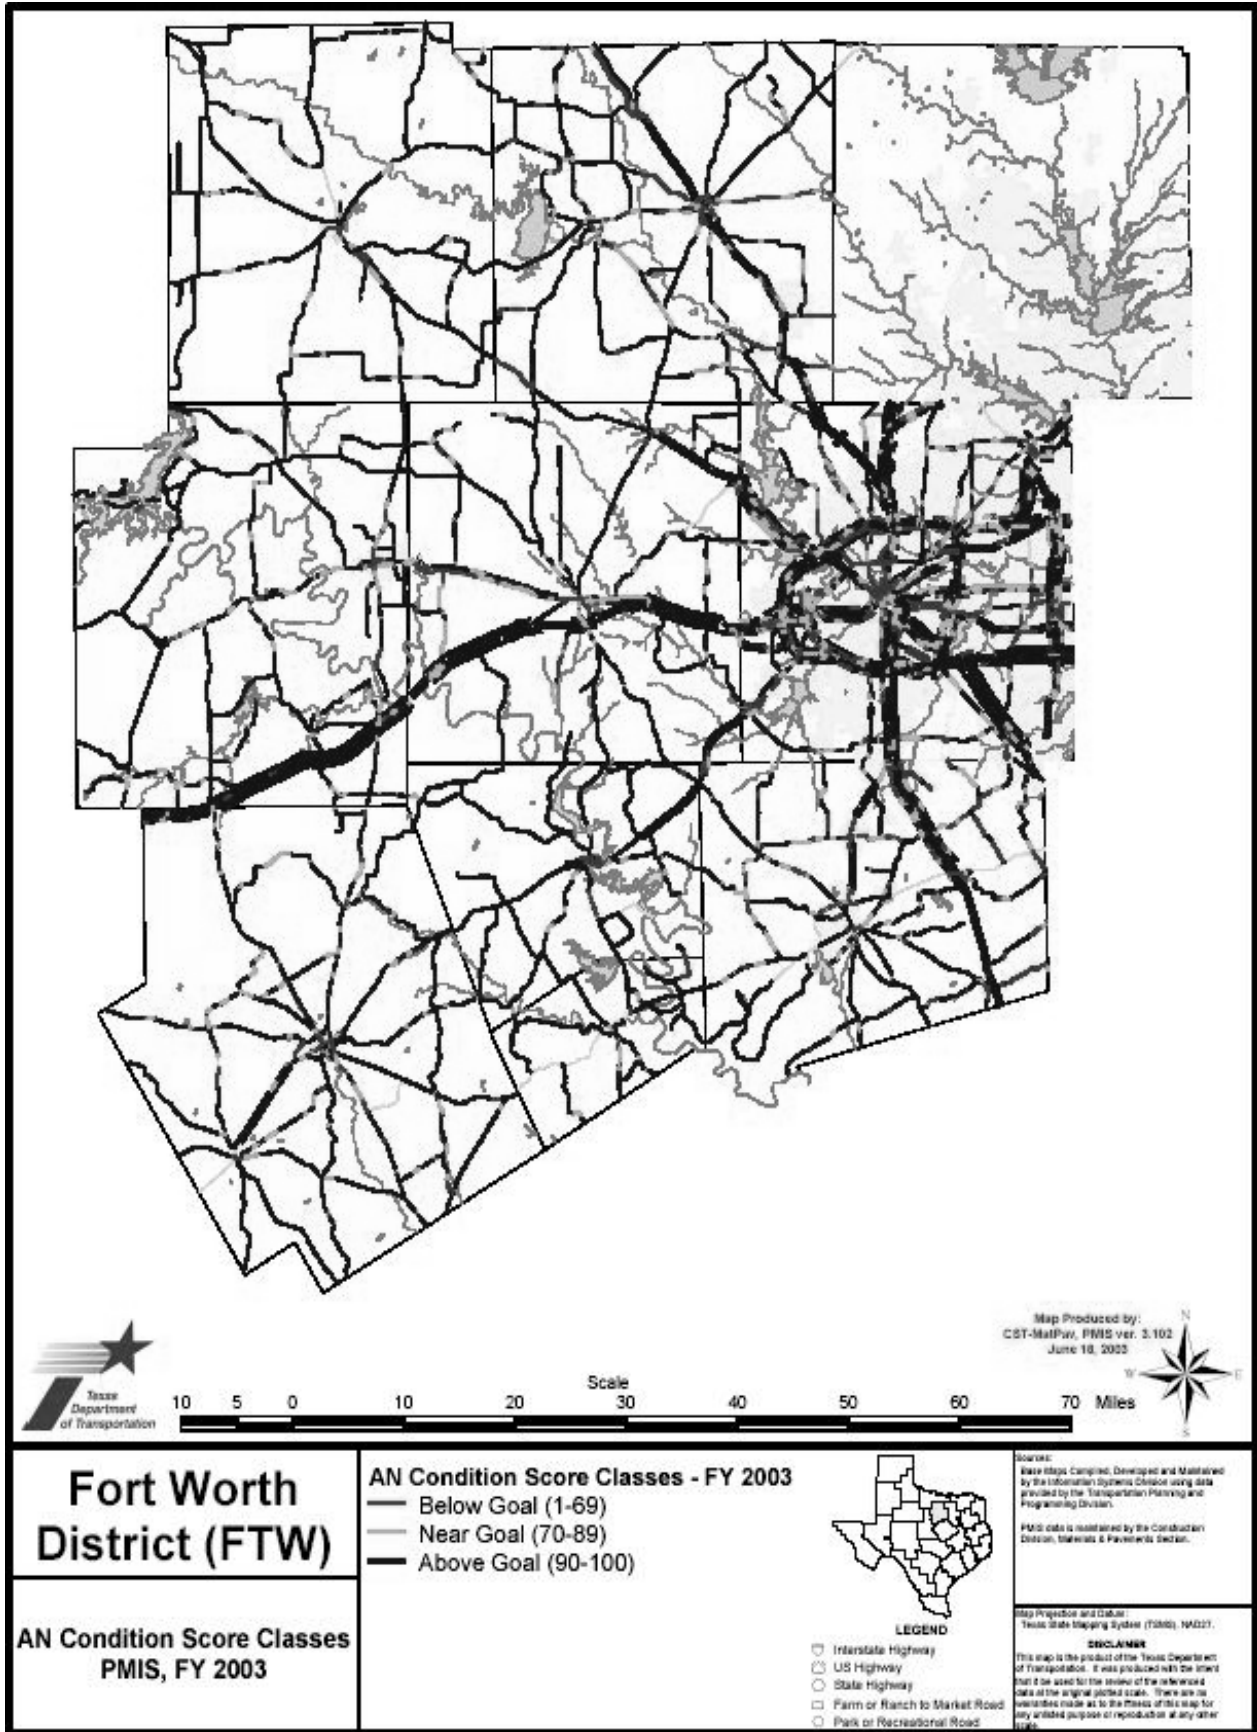 Map Produced by:
CST-MatPav, PMIS ver. 3.102
June 18, 2003
N
W
E
S
Texas
Department
of Transportation
Scale
10 5 0 10 20 30 40 50 60 70 Miles
Fort Worth
District (FTW)
AN Condition Score Classes
PMIS, FY 2003
AN Condition Score Classes - FY 2003
Below Goal (1-69)
Near Goal (70-89)
Above Goal (90-100)
LEGEND
Interstate Highway
US Highway
State Highway
Farm or Ranch to Market Road
Park or Recreational Road
Sources:
Base Maps Compiled, Developed and Maintained
by the Information Systems Division using data
provided by the Transportation Planning and
Programming Division.
PMIS data is maintained by the Construction
Division, Materials & Pavements Section.
Map Projection and Datum:
Texas State Mapping System (TSMS), NAD27.
DISCLAIMER
This map is the product of the Texas Department
of Transportation. It was produced with the intent
that it be used for the review of the referenced
data at the original plotted scale. There are no
warranties made as to the fitness of this map for
any unlisted purpose or reproduction at any other
scale.